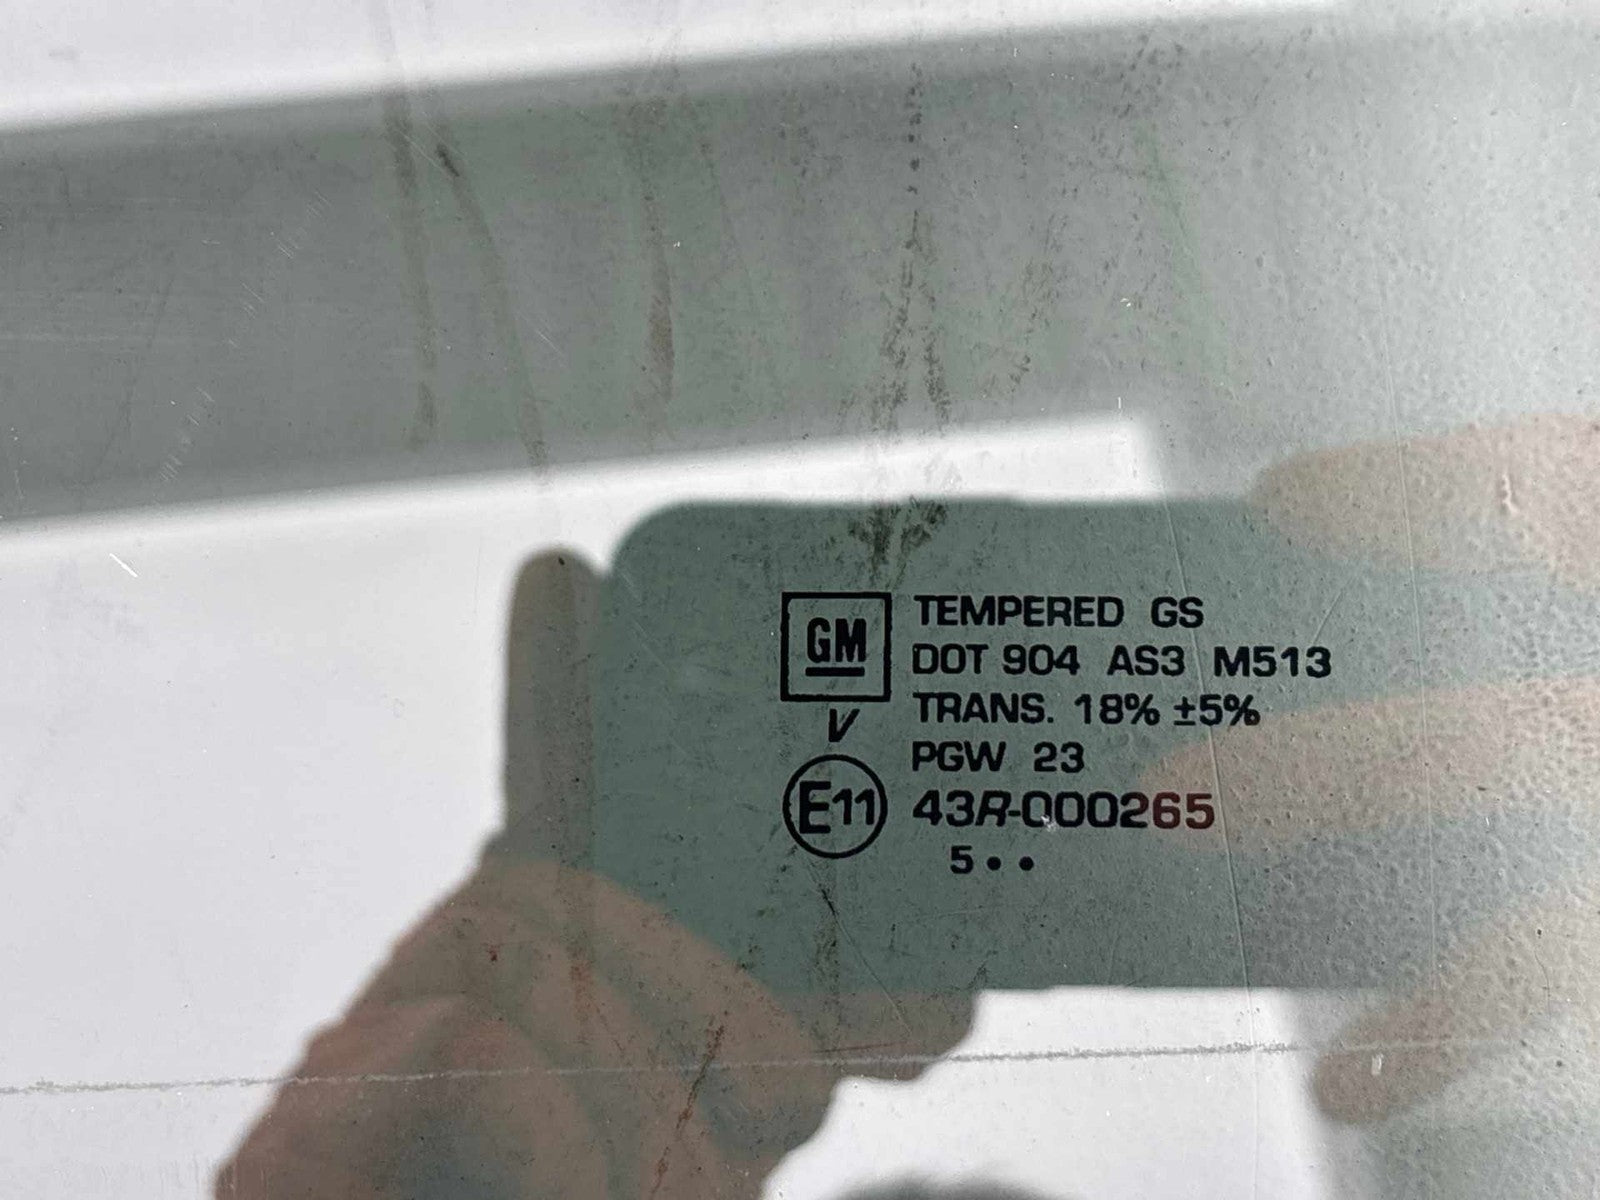 GM
TEMPERED GS
DOT 904 AS3 M513
TRANS. 18% ±5%
V
PGW 23
E11 43R-000265
5••